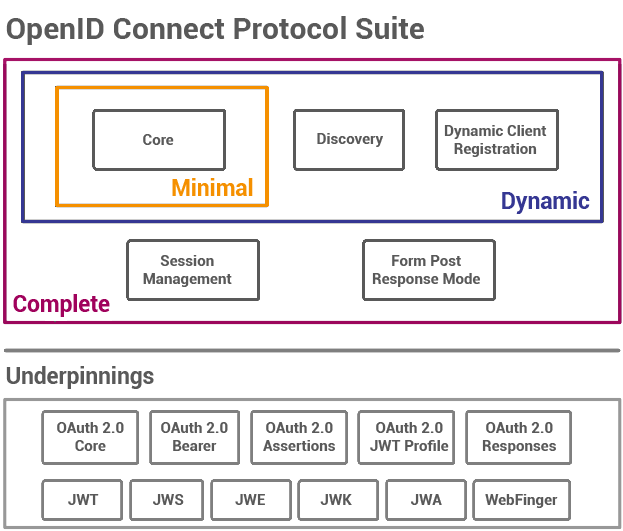 OpenID Connect Protocol Suite
Core
Discovery
Dynamic Client
Registration
Minimal
Dynamic
Session
Management
Form Post
Response Mode
Complete
Underpinnings
OAuth 2.0
Core
OAuth 2.0
Bearer
OAuth 2.0
Assertions
OAuth 2.0
JWT Profile
OAuth 2.0
Responses
JWT
JWS
JWE
JWK
JWA
WebFinger